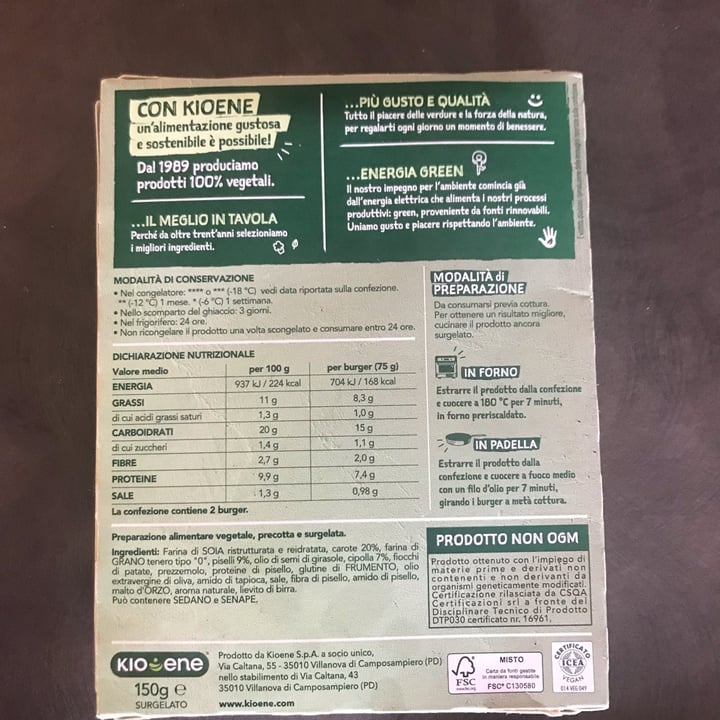 CON KIOENE
un'alimentazione gustosa
e sostenibile è possibile!
Dal 1989 produciamo
prodotti 100% vegetali.
...IL MEGLIO IN TAVOLA
Perché da oltre trent'anni selezioniamo
i migliori ingredienti.
...PIÙ GUSTO E QUALITÀ
Tutto il piacere delle verdure e la forza della natura,
per regalarti ogni giorno un momento di benessere.
...ENERGIA GREEN
Il nostro impegno per l'ambiente comincia già
dall'energia elettrica che alimenta i nostri processi
produttivi: green, proveniente da fonti rinnovabili.
Uniamo gusto e piacere rispettando l'ambiente.
MODALITÀ DI CONSERVAZIONE
• Nel congelatore: **** o *** (-18 °C) vedi data riportata sulla confezione.
** (-12 °C) 1 mese. * (-6 °C) 1 settimana.
• Nello scomparto del ghiaccio: 3 giorni.
• Nel frigorifero: 24 ore.
• Non ricongelare il prodotto una volta scongelato e consumare entro 24 ore.
DICHIARAZIONE NUTRIZIONALE
Valore medio per 100 g per burger (75 g)
ENERGIA 937 kJ / 224 kcal 704 kJ / 168 kcal
GRASSI 11 g 8,3 g
di cui acidi grassi saturi 1,3 g 1,0 g
CARBOIDRATI 20 g 15 g
di cui zuccheri 1,4 g 1,1 g
FIBRE 2,7 g 2,0 g
PROTEINE 9,9 g 7,4 g
SALE 1,3 g 0,98 g
La confezione contiene 2 burger.
MODALITÀ di
PREPARAZIONE
Da consumarsi previa cottura.
Per ottenere un risultato migliore,
cucinare il prodotto ancora
surgelato.
IN FORNO
Estrarre il prodotto dalla confezione
e cuocere a 180 °C per 7 minuti,
in forno preriscaldato.
IN PADELLA
Estrarre il prodotto dalla
confezione e cuocere a fuoco medio
con un filo d'olio per 7 minuti,
girando i burger a metà cottura.
Preparazione alimentare vegetale, precotta e surgelata.
Ingredienti: Farina di SOIA ristrutturata e reidratata, carote 20%, farina di
GRANO tenero tipo "0", piselli 9%, olio di semi di girasole, cipolla 7%, fiocchi
di patate, prezzemolo, proteine di pisello, glutine di FRUMENTO, olio
extravergine di oliva, amido di tapioca, sale, fibra di pisello, amido di pisello,
malto d'ORZO, aroma naturale, lievito di birra.
Può contenere SEDANO e SENAPE.
PRODOTTO NON OGM
Prodotto ottenuto con l'impiego di
materie prime e derivati non
contenenti e non derivanti da
organismi geneticamente modificati.
Certificazione rilasciata da CSQA
Certificazioni srl a fronte del
Disciplinare Tecnico di Prodotto
DTP030 certificato nr. 16961.
kioene
150g e
SURGELATO
Prodotto da Kioene S.p.A. a socio unico,
Via Caltana, 55 - 35010 Villanova di Camposampiero (PD)
nello stabilimento di Via Caltana, 43
35010 Villanova di Camposampiero (PD)
www.kioene.com
FSC
www.fsc.org
MISTO
Carta da fonti gestite
in maniera responsabile
FSC® C130580
CERTIFICATO
ICEA
VEGAN
014 VEG 049